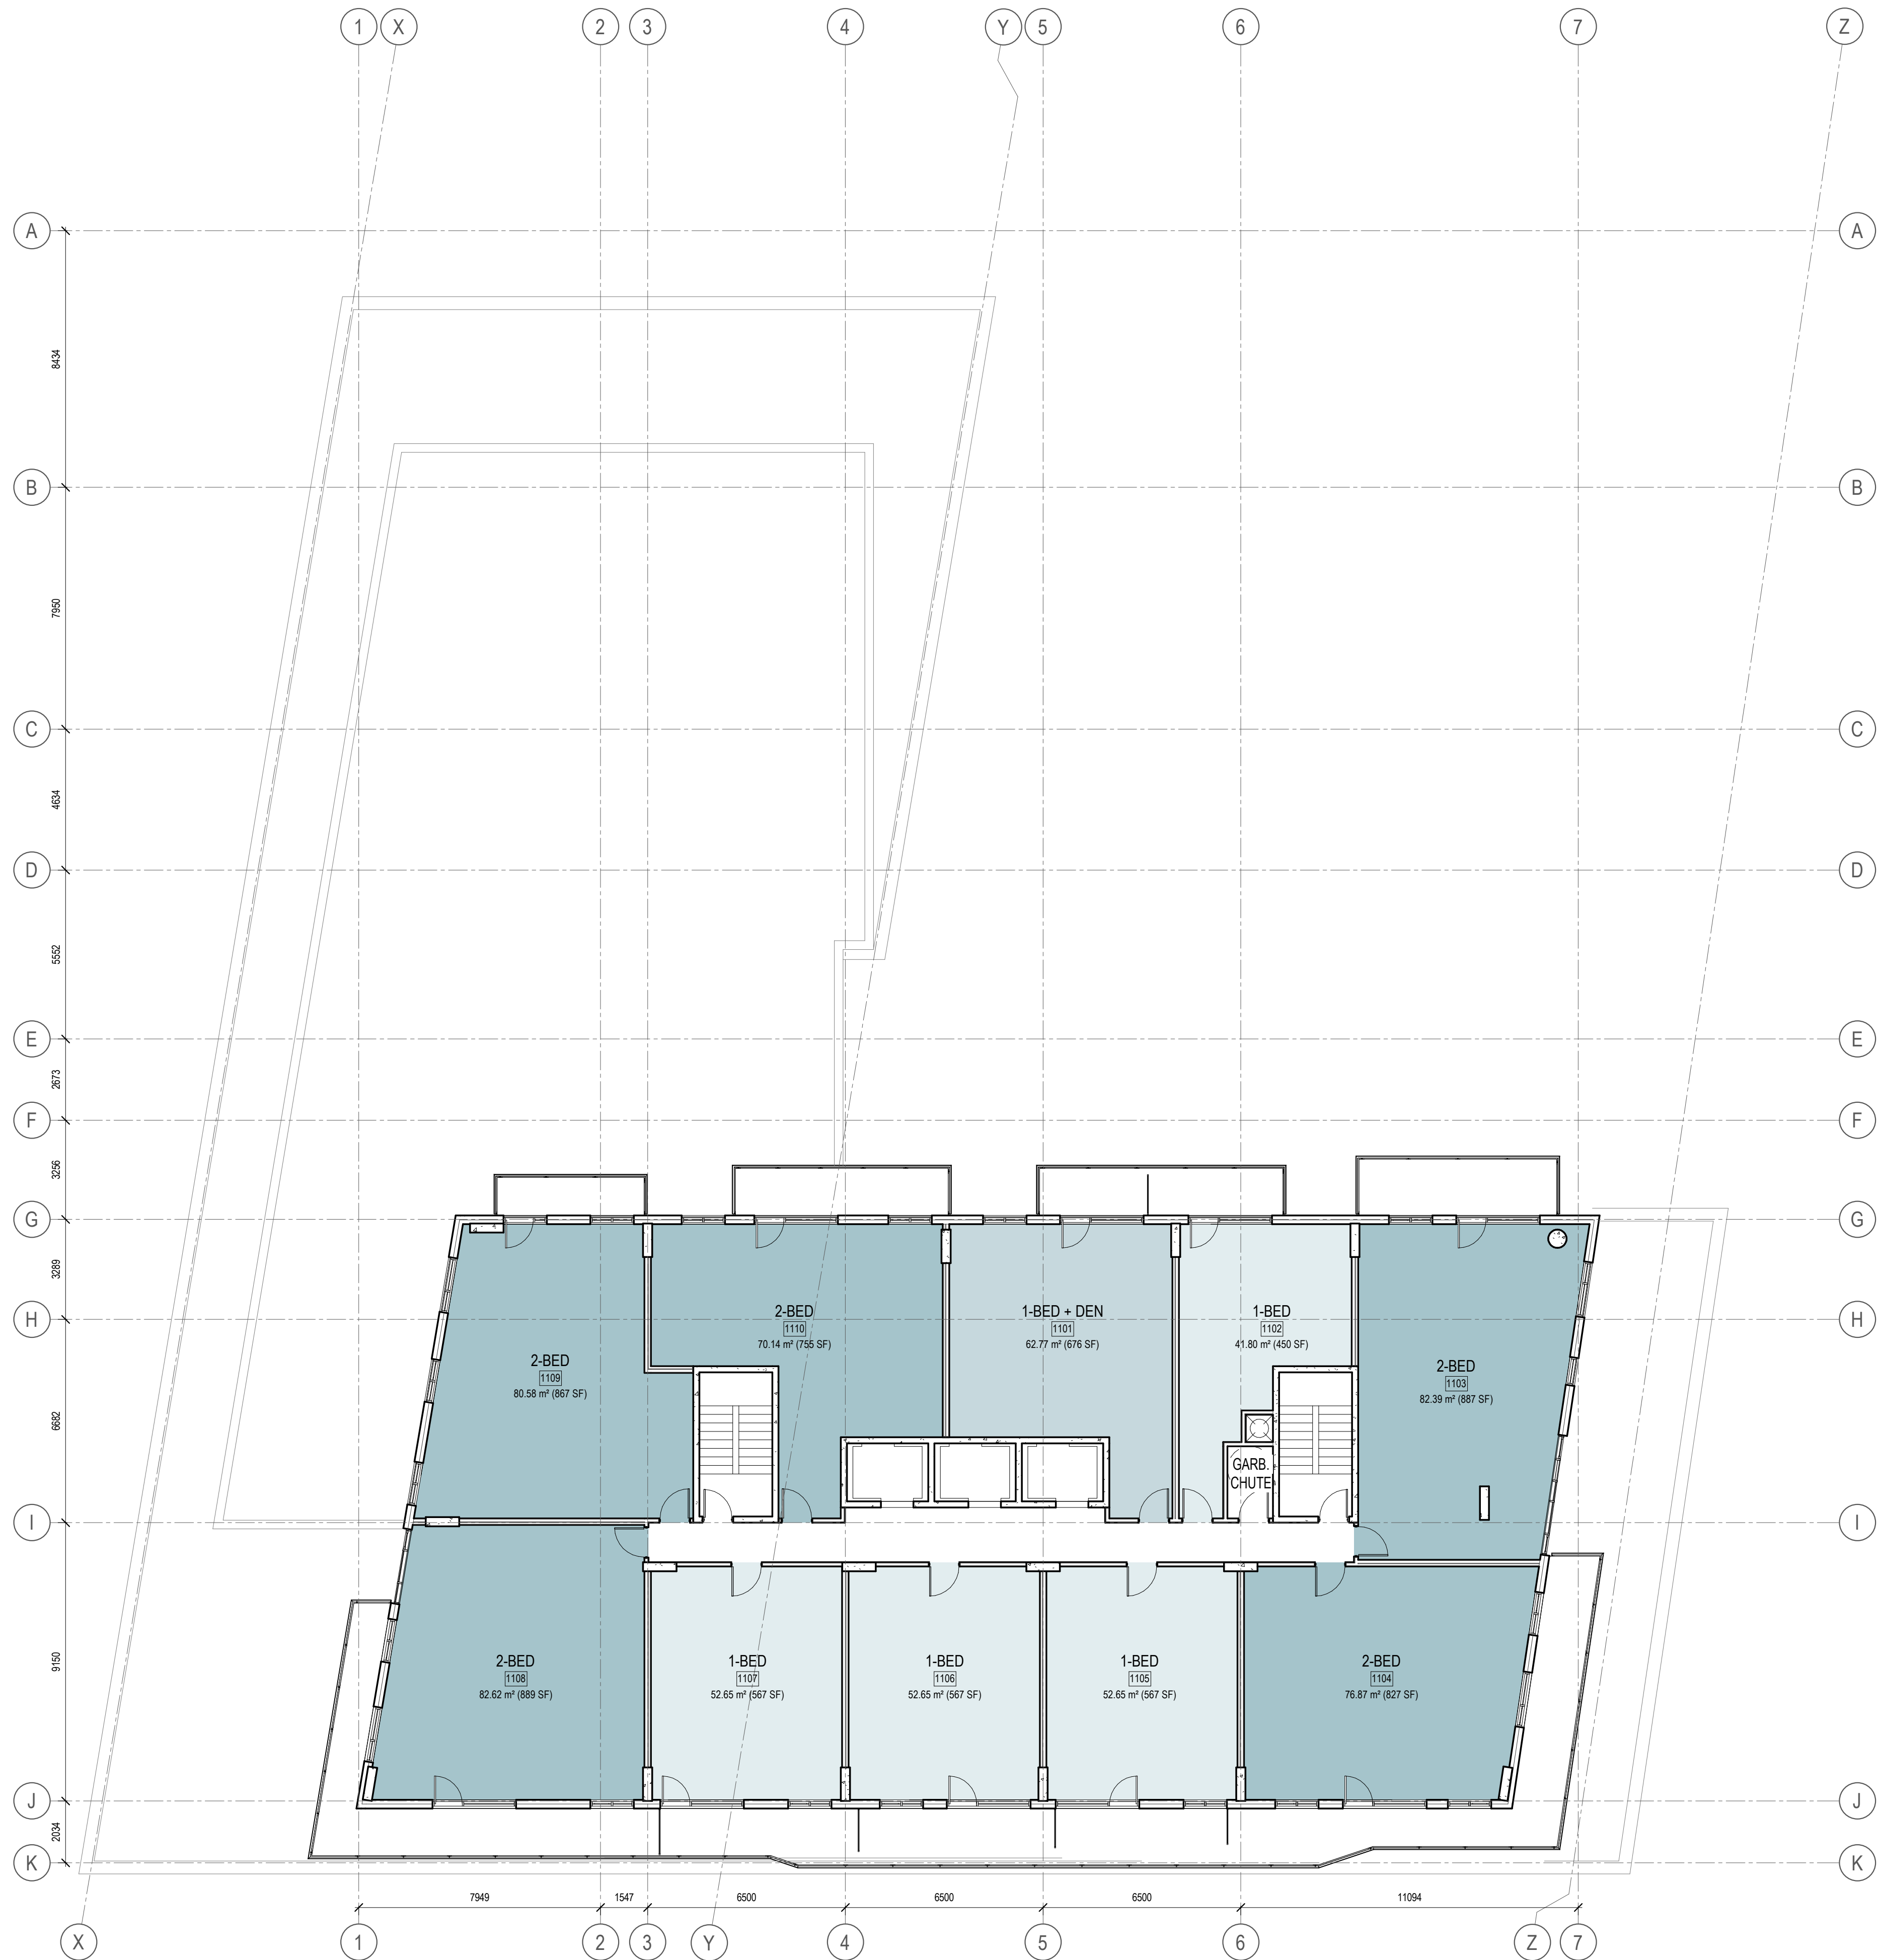 1 X 2 3 4 Y 5 6 7 Z
A A
8434
B B
7950
C C
4634
D D
5552
E E
2673
F F
3256
G G
3289
H H
2-BED
1110
70.14 m² (755 SF)
1-BED + DEN
1101
62.77 m² (676 SF)
1-BED
1102
41.80 m² (450 SF)
2-BED
1109
80.58 m² (867 SF)
2-BED
1103
82.39 m² (887 SF)
6682
GARB.
CHUTE
I I
9150
2-BED
1108
82.62 m² (889 SF)
1-BED
1107
52.65 m² (567 SF)
1-BED
1106
52.65 m² (567 SF)
1-BED
1105
52.65 m² (567 SF)
2-BED
1104
76.87 m² (827 SF)
J J
2034
K K
7949 1547 6500 6500 6500 11094
X 1 2 3 Y 4 5 6 Z 7